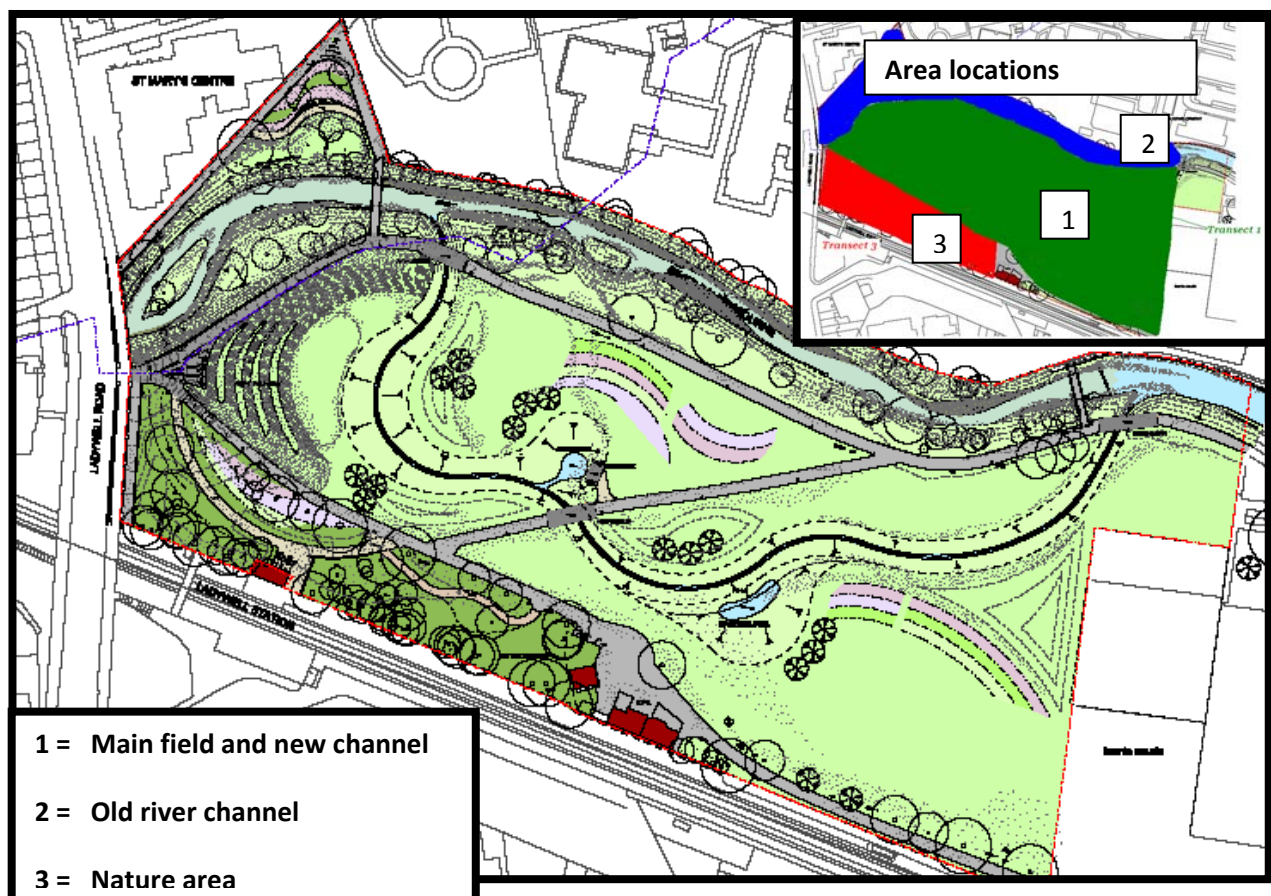 ST MARY'S CENTRE
Area locations
2
1
3
Transect 3
Transect 1
LADYWELL ROAD
LADYWELL STATION
1 = Main field and new channel
2 = Old river channel
3 = Nature area